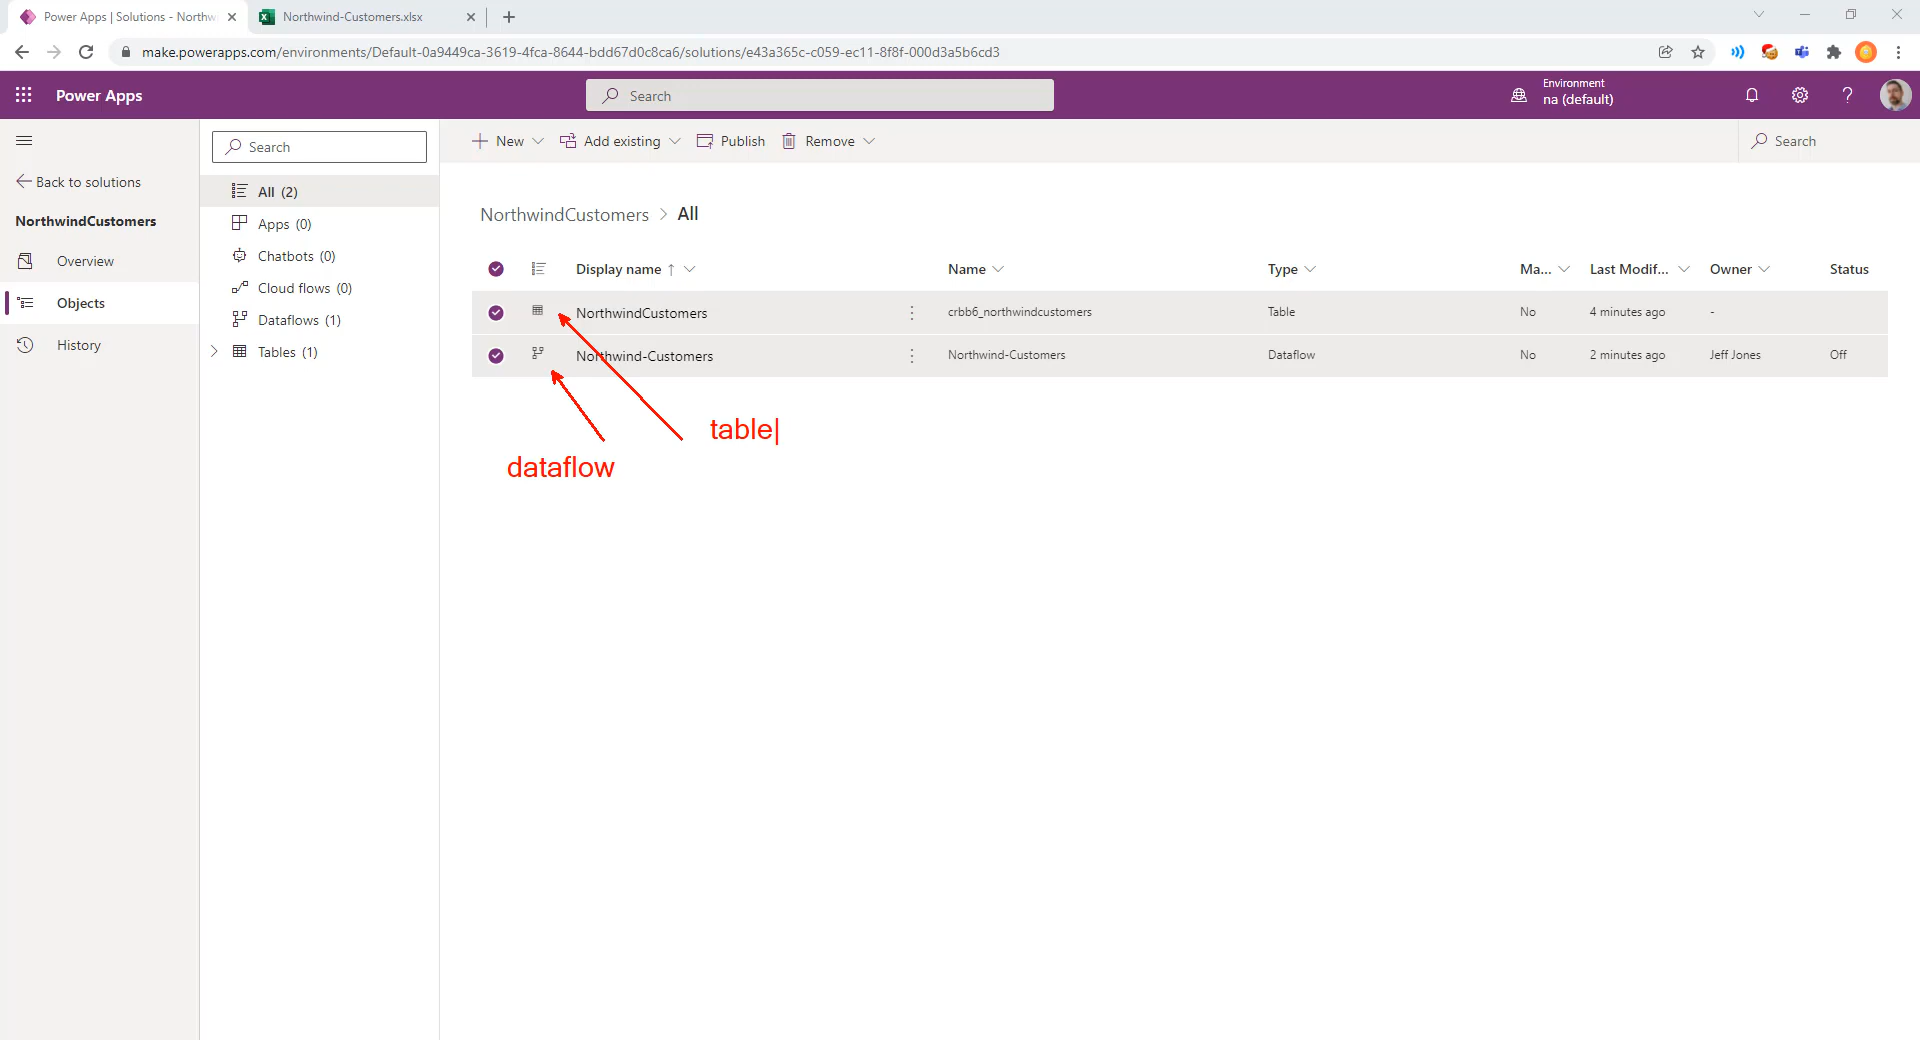 Power Apps | Solutions - Northw
Northwind-Customers.xlsx
make.powerapps.com/environments/Default-0a9449ca-3619-4fca-8644-bdd67d0c8ca6/solutions/e43a365c-c059-ec11-8f8f-000d3a5b6cd3
Power Apps
Search
Environment
na (default)
Search
New
Add existing
Publish
Remove
Search
Back to solutions
NorthwindCustomers
Overview
Objects
History
All (2)
Apps (0)
Chatbots (0)
Cloud flows (0)
Dataflows (1)
Tables (1)
NorthwindCustomers > All
Display name ↑ Name Type Ma... Last Modif... Owner Status
NorthwindCustomers crbb6_northwindcustomers Table No 4 minutes ago -
Northwind-Customers Northwind-Customers Dataflow No 2 minutes ago Jeff Jones Off
table|
dataflow